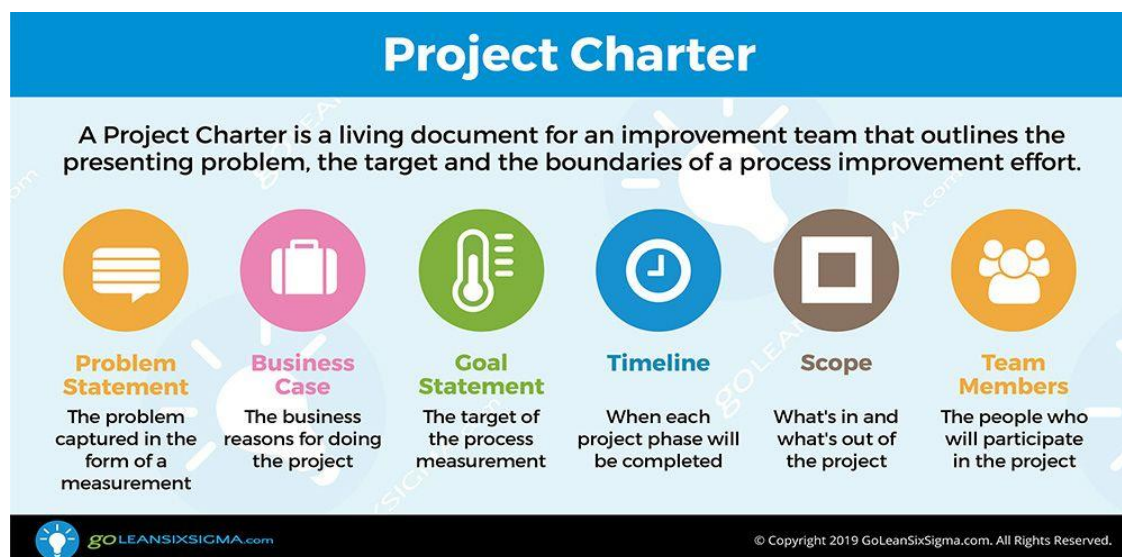 Project Charter
A Project Charter is a living document for an improvement team that outlines the
presenting problem, the target and the boundaries of a process improvement effort.
Problem
Statement
The problem
captured in the
form of a
measurement
Business
Case
The business
reasons for doing
the project
Goal
Statement
The target of
the process
measurement
Timeline
When each
project phase will
be completed
Scope
What's in and
what's out of
the project
Team
Members
The people who
will participate
in the project
goLEANSIXSIGMA.com
© Copyright 2019 GoLeanSixSigma.com. All Rights Reserved.